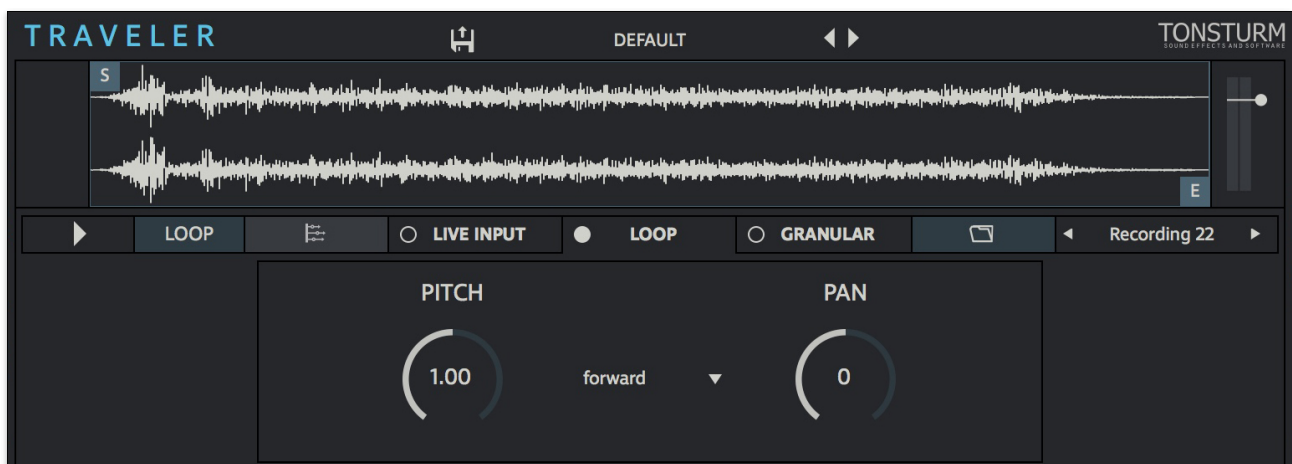 TRAVELER DEFAULT TONSTURM
SOUND EFFECTS AND SOFTWARE
S
E
LOOP LIVE INPUT LOOP GRANULAR Recording 22
PITCH PAN
1.00 forward 0